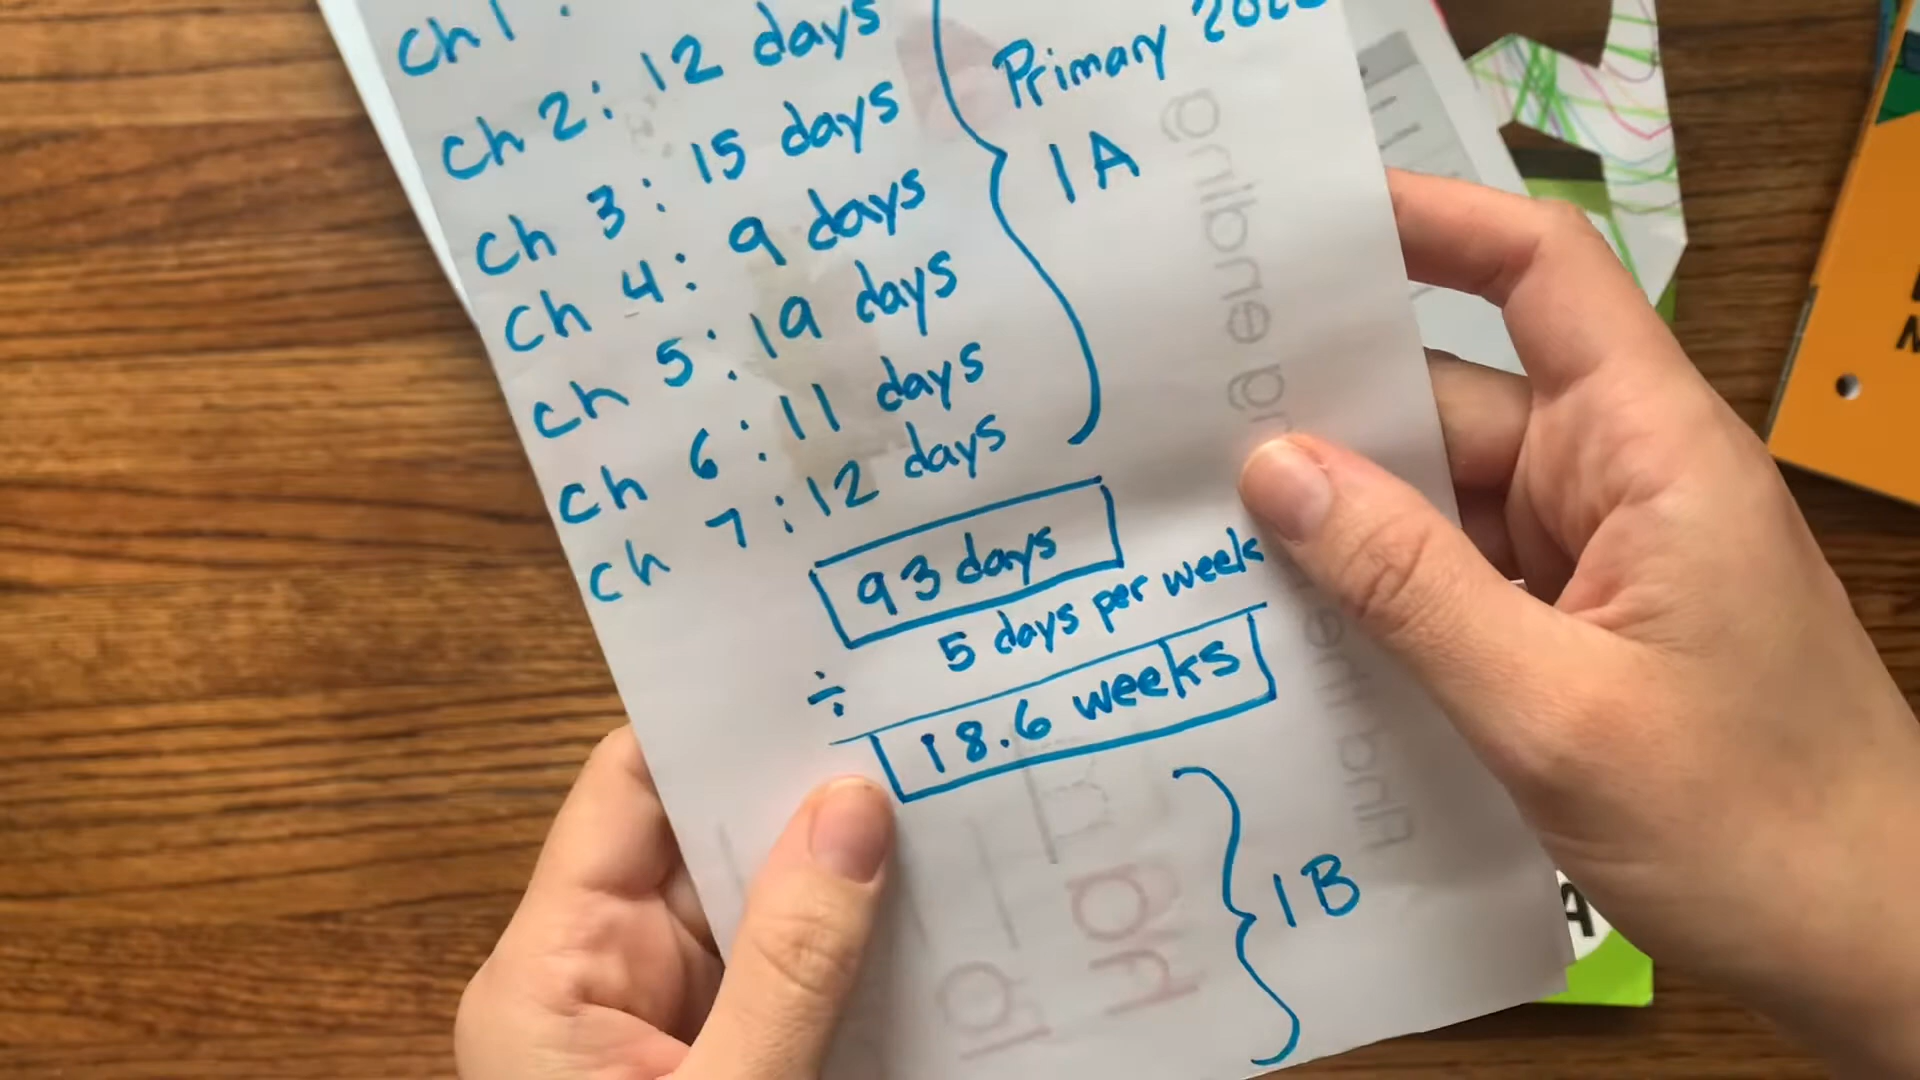 Ch 1 :
Ch 2 : 12 days
Ch 3 : 15 days
Ch 4 : 9 days
Ch 5 : 19 days
Ch 6 : 11 days
Ch 7 : 12 days
Primary
1A
93 days
÷ 5 days per week
18.6 weeks
} 1B
A